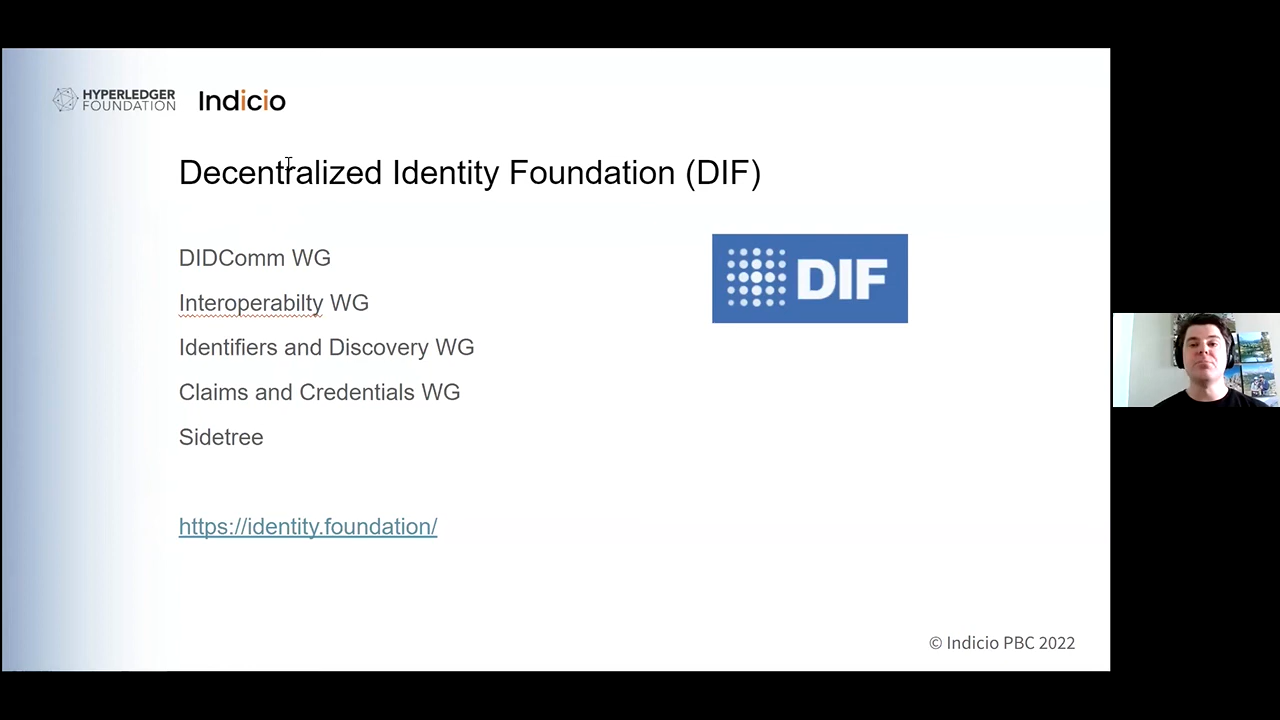 HYPERLEDGER
FOUNDATION
Indicio
Decentralized Identity Foundation (DIF)
DIDComm WG
Interoperabilty WG
Identifiers and Discovery WG
Claims and Credentials WG
Sidetree
DIF
https://identity.foundation/
© Indicio PBC 2022